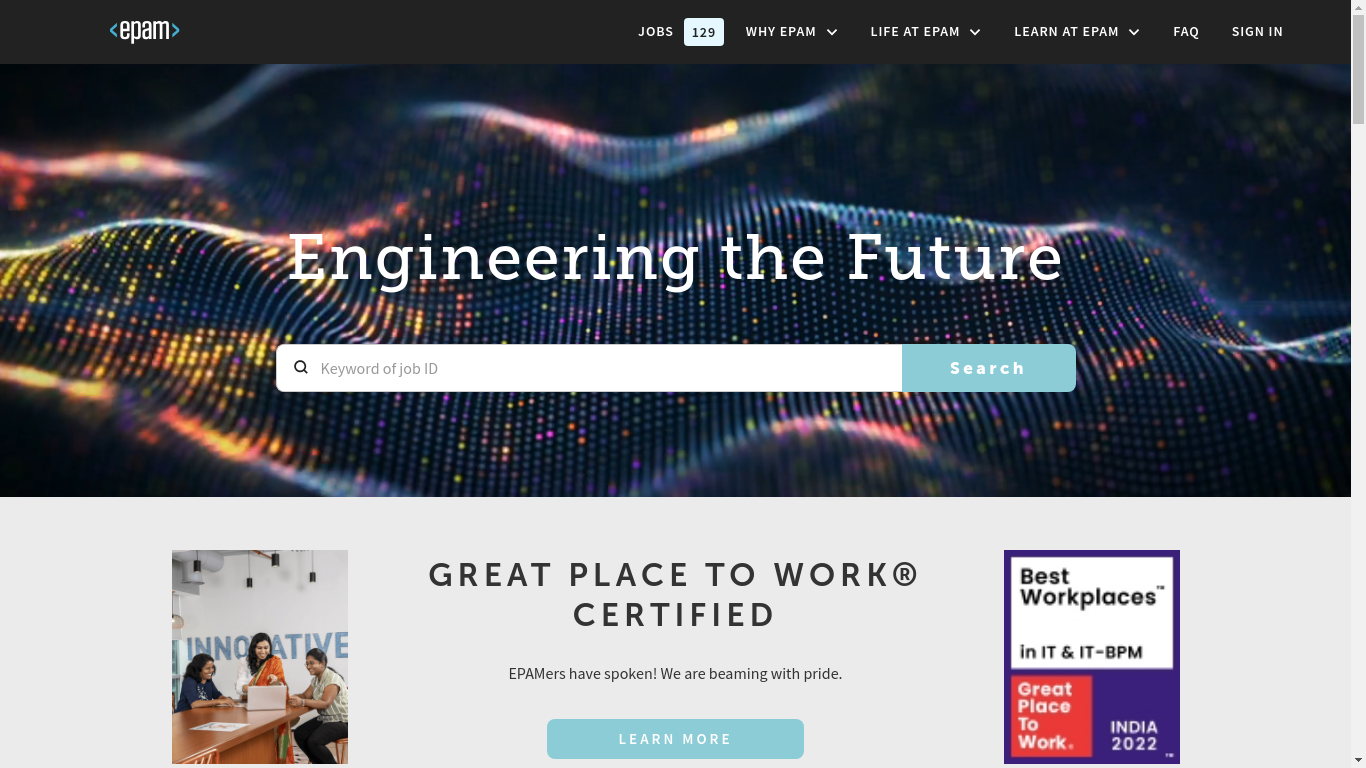 <epam>
JOBS 129 WHY EPAM LIFE AT EPAM LEARN AT EPAM FAQ SIGN IN
Engineering the Future
Keyword of job ID Search
INNOVATIVE
GREAT PLACE TO WORK®
CERTIFIED
EPAMers have spoken! We are beaming with pride.
LEARN MORE
Best
Workplaces™
in IT & IT-BPM
Great
Place
To
Work®
INDIA
2022
™